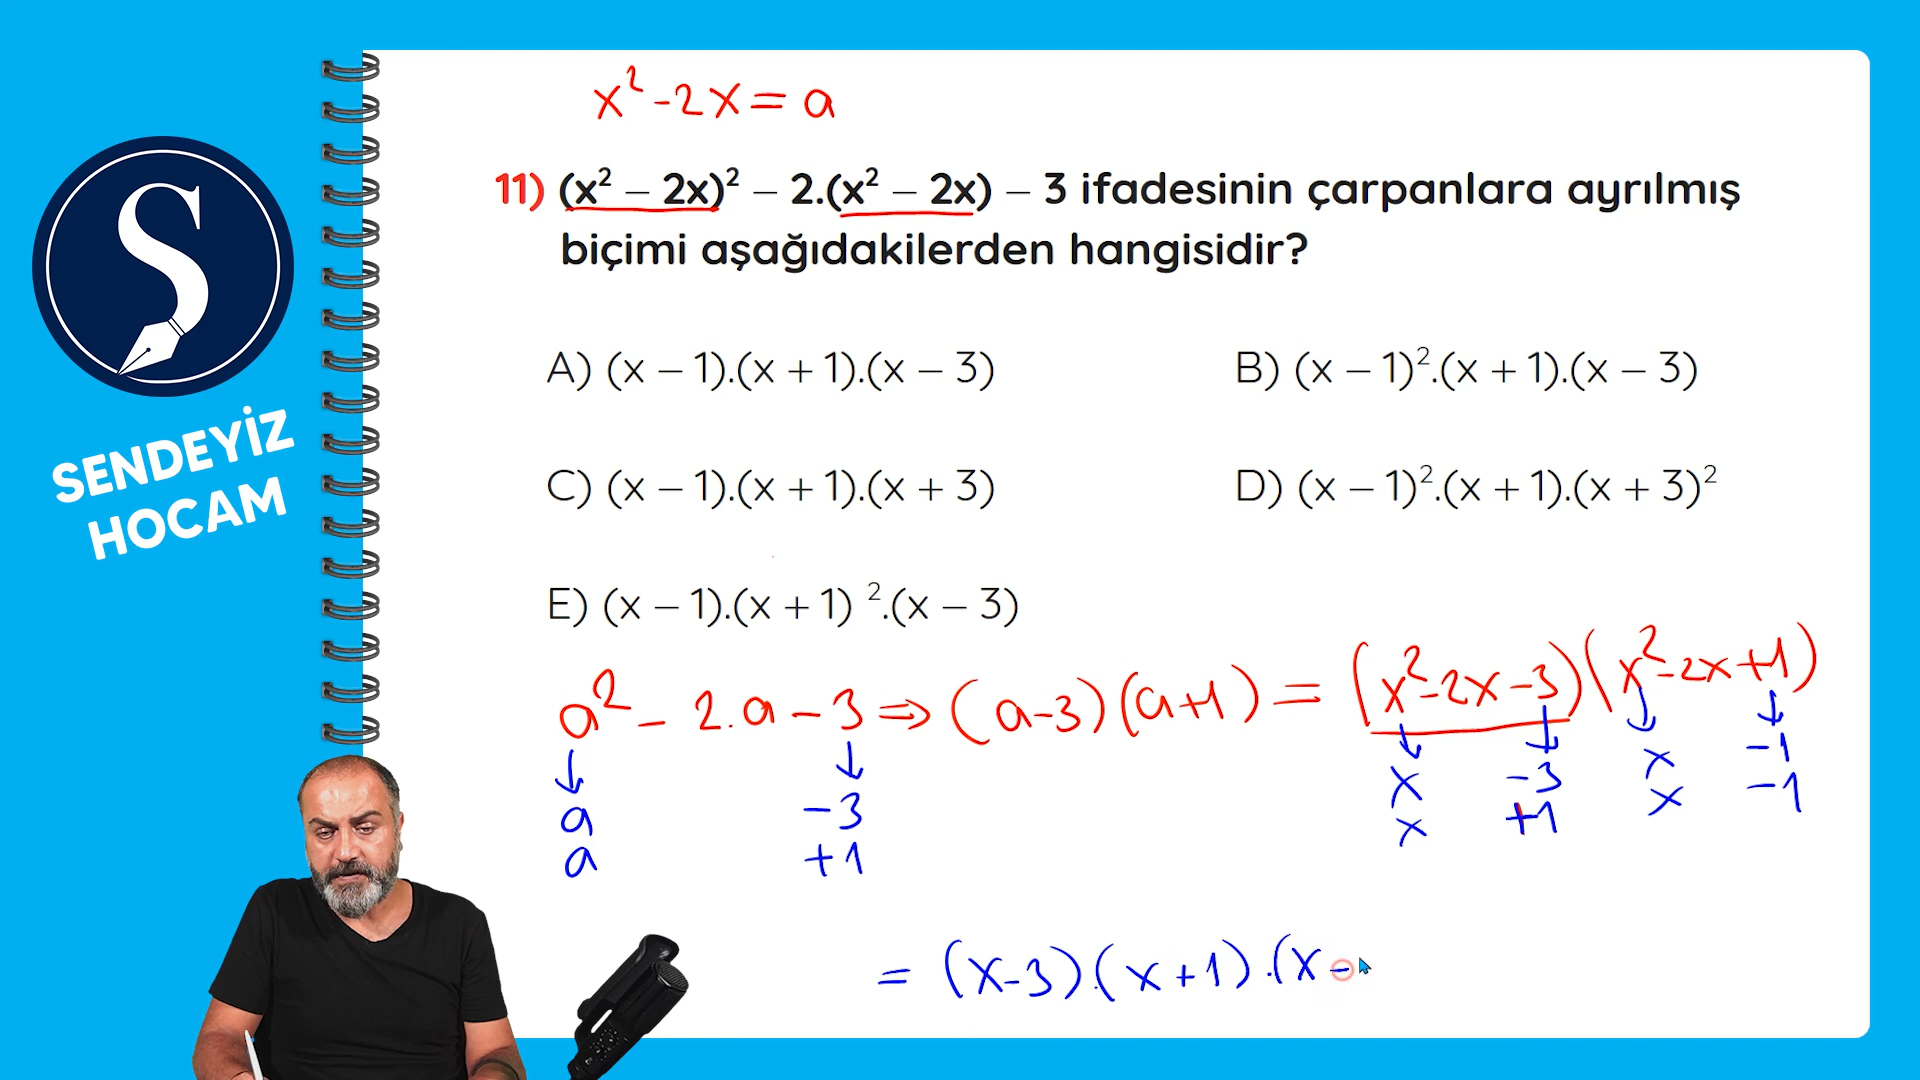 x² - 2x = a
11) (x² – 2x)² – 2.(x² – 2x) – 3 ifadesinin çarpanlara ayrılmış
biçimi aşağıdakilerden hangisidir?
A) (x – 1).(x + 1).(x – 3)
B) (x – 1)².(x + 1).(x – 3)
C) (x – 1).(x + 1).(x + 3)
D) (x – 1)².(x + 1).(x + 3)²
E) (x – 1).(x + 1) ².(x – 3)
SENDEYİZ
HOCAM
a² - 2.a - 3 ⇒ (a-3)(a+1) = (x²-2x-3)(x²-2x+1)
a -3 x -3 x -1
a +1 x +1 x -1
= (x-3).(x+1).(x-